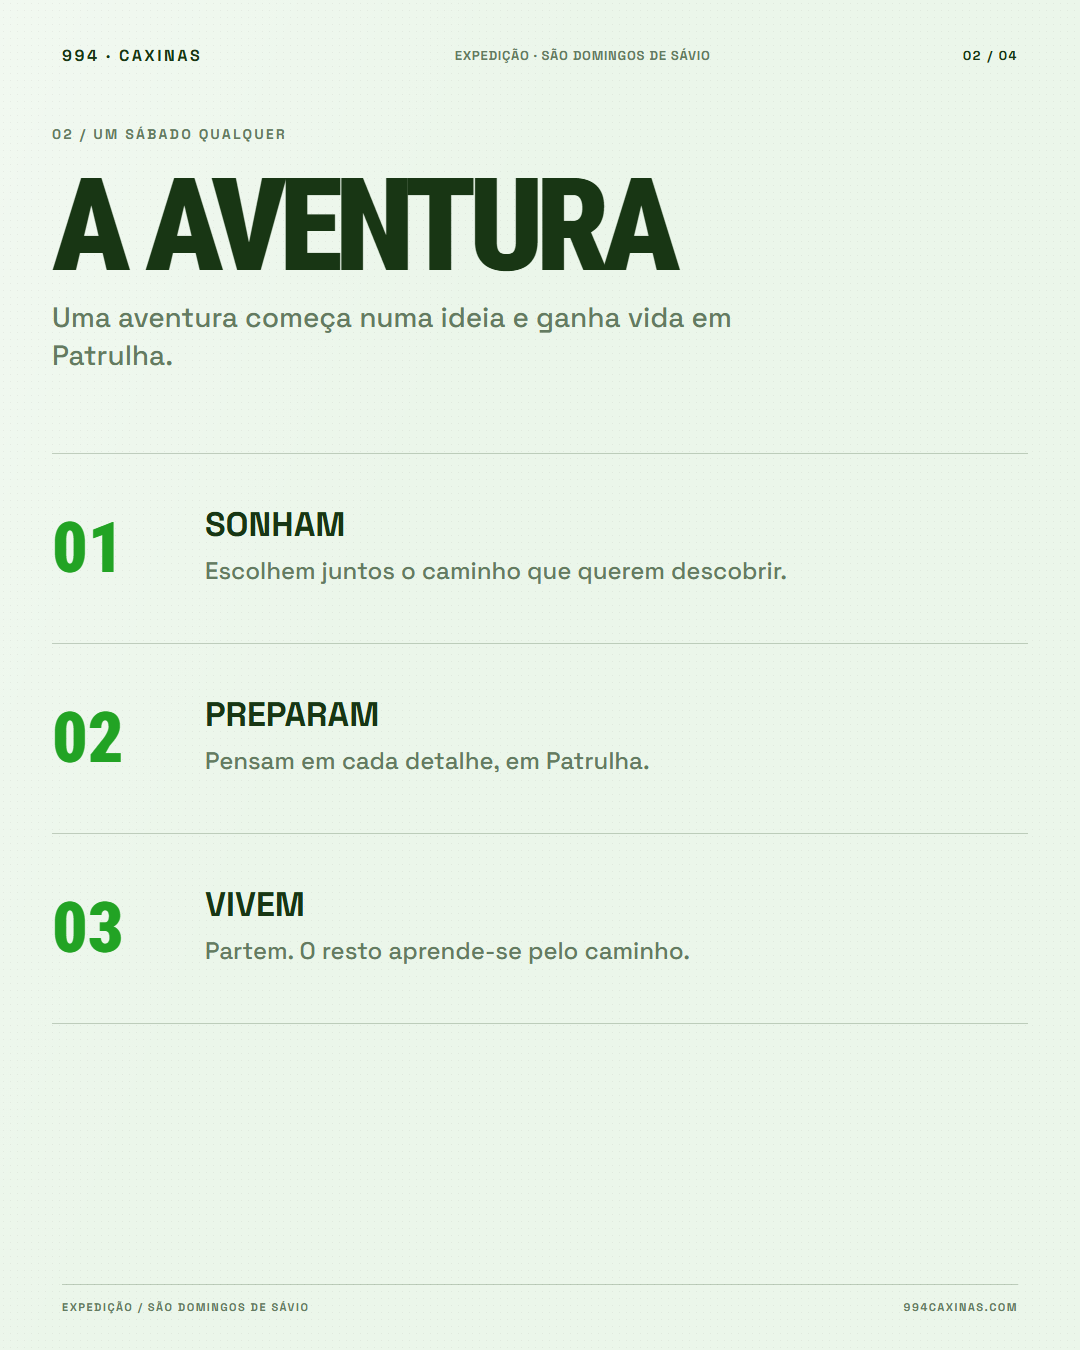 994 · CAXINAS
EXPEDIÇÃO · SÃO DOMINGOS DE SÁVIO
02 / 04
02 / UM SÁBADO QUALQUER
A AVENTURA
Uma aventura começa numa ideia e ganha vida em
Patrulha.
01
SONHAM
Escolhem juntos o caminho que querem descobrir.
02
PREPARAM
Pensam em cada detalhe, em Patrulha.
03
VIVEM
Partem. O resto aprende-se pelo caminho.
EXPEDIÇÃO / SÃO DOMINGOS DE SÁVIO
994CAXINAS.COM